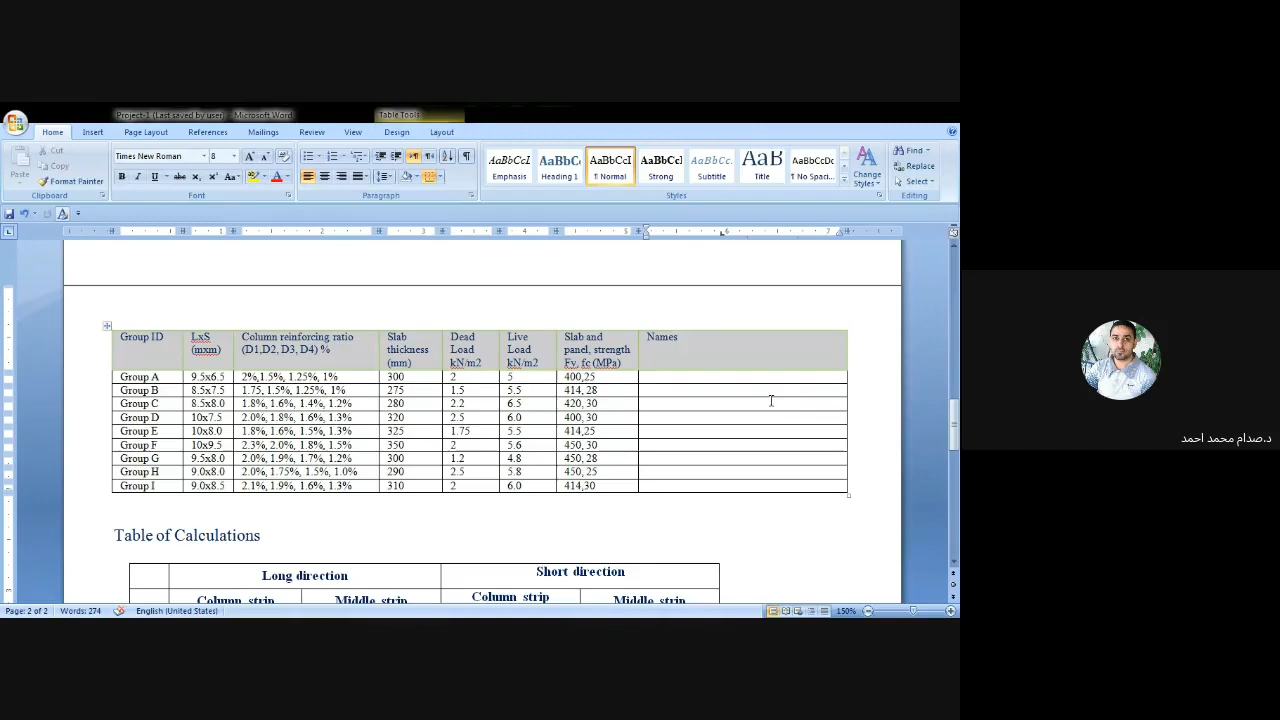 Project-1 (Last saved by user - Microsoft Word
Table Tools
Home Insert Page Layout References Mailings Review View Design Layout
Cut
Copy
Format Painter
Paste
Clipboard
Times New Roman 8
Font
Paragraph
AaBbCcI AaBbC AaBbCcI AaBbCcl AaBbCc. AaB AaBbCcDc
Emphasis Heading 1 ¶ Normal Strong Subtitle Title ¶ No Spaci...
Change Styles
Styles
Find
Replace
Select
Editing
1 2 3 4 5 6 7
Group ID LxS (mxm) Column reinforcing ratio (D1,D2, D3, D4) % Slab thickness (mm) Dead Load kN/m2 Live Load kN/m2 Slab and panel, strength Fy, fc (MPa) Names
Group A 9.5x6.5 2%,1.5%, 1.25%, 1% 300 2 5 400,25
Group B 8.5x7.5 1.75, 1.5%, 1.25%, 1% 275 1.5 5.5 414, 28
Group C 8.5x8.0 1.8%, 1.6%, 1.4%, 1.2% 280 2.2 6.5 420, 30
Group D 10x7.5 2.0%, 1.8%, 1.6%, 1.3% 320 2.5 6.0 400, 30
Group E 10x8.0 1.8%, 1.6%, 1.5%, 1.3% 325 1.75 5.5 414,25
Group F 10x9.5 2.3%, 2.0%, 1.8%, 1.5% 350 2 5.6 450, 30
Group G 9.5x8.0 2.0%, 1.9%, 1.7%, 1.2% 300 1.2 4.8 450, 28
Group H 9.0x8.0 2.0%, 1.75%, 1.5%, 1.0% 290 2.5 5.8 450, 25
Group I 9.0x8.5 2.1%, 1.9%, 1.6%, 1.3% 310 2 6.0 414,30
Table of Calculations
Long direction Short direction
Column strip Middle strip Column strip Middle strip
Page: 2 of 2 Words: 274 English (United States) 150%
د.صدام محمد احمد